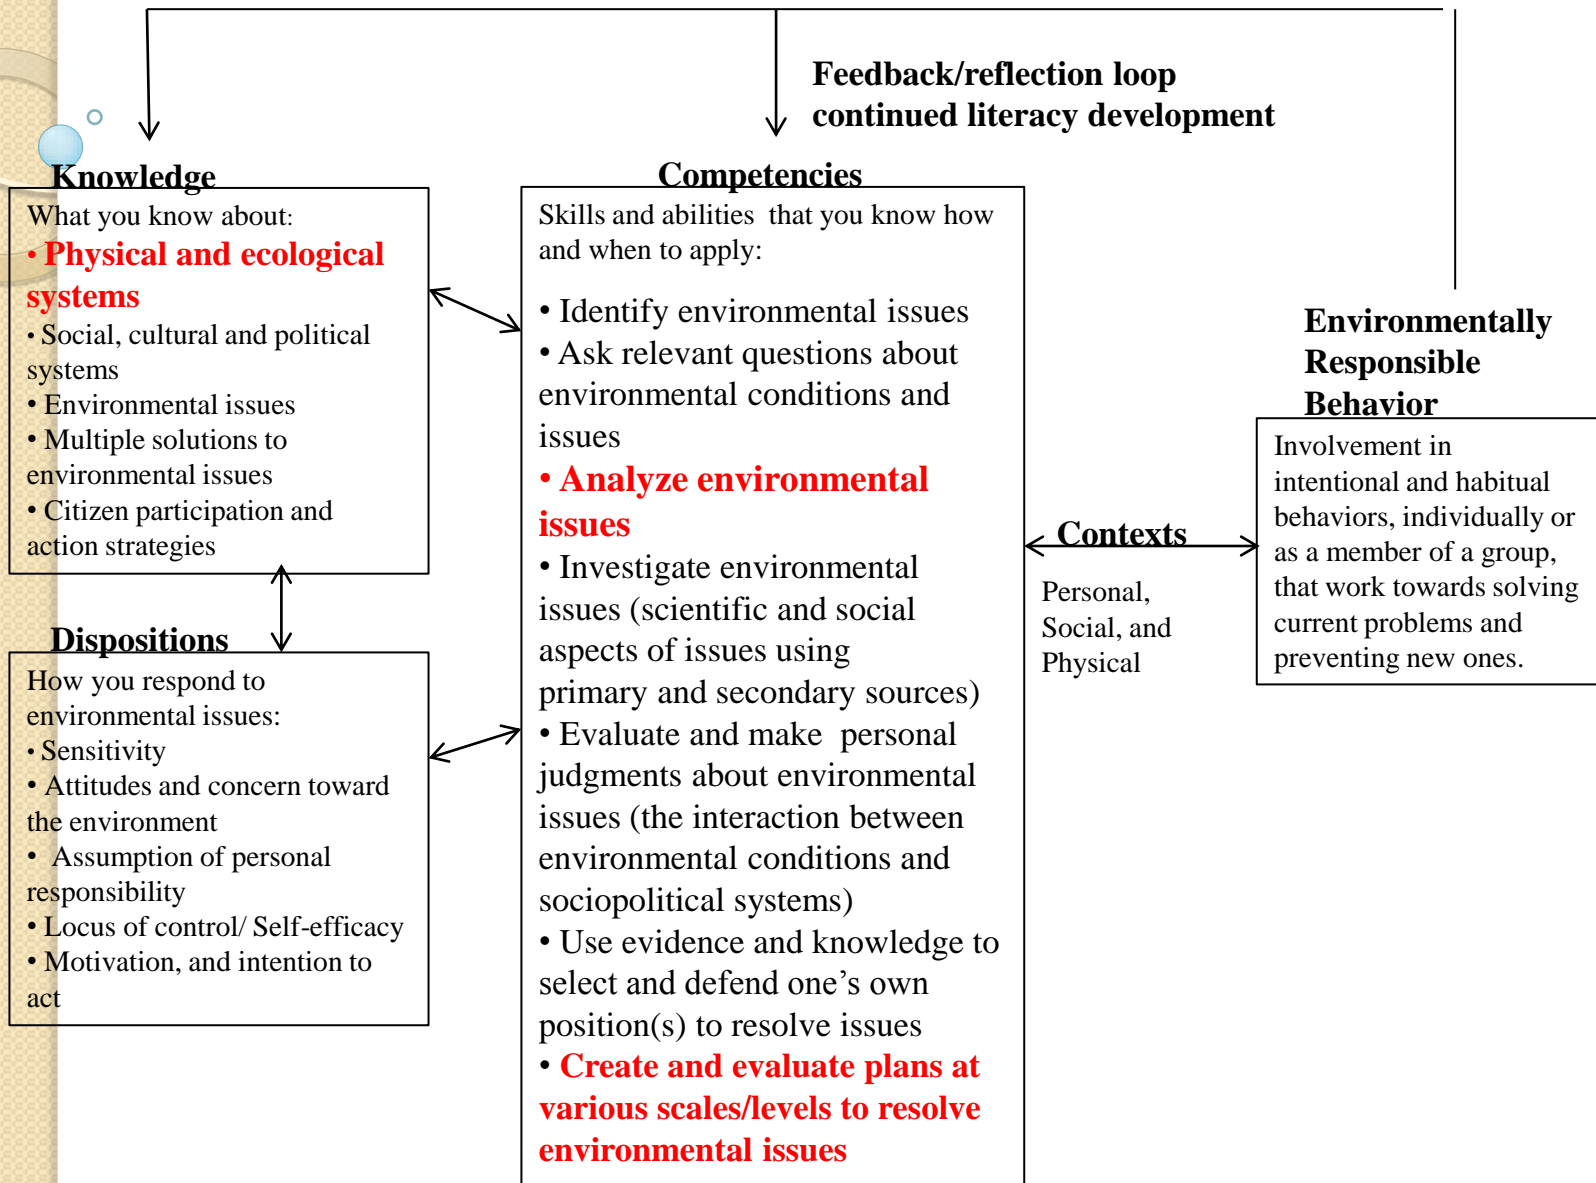 Feedback/reflection loop
continued literacy development
Knowledge
What you know about:
• Physical and ecological
systems
• Social, cultural and political
systems
• Environmental issues
• Multiple solutions to
environmental issues
• Citizen participation and
action strategies
Dispositions
How you respond to
environmental issues:
• Sensitivity
• Attitudes and concern toward
the environment
• Assumption of personal
responsibility
• Locus of control/ Self-efficacy
• Motivation, and intention to
act
Competencies
Skills and abilities that you know how
and when to apply:
• Identify environmental issues
• Ask relevant questions about
environmental conditions and
issues
• Analyze environmental
issues
• Investigate environmental
issues (scientific and social
aspects of issues using
primary and secondary sources)
• Evaluate and make personal
judgments about environmental
issues (the interaction between
environmental conditions and
sociopolitical systems)
• Use evidence and knowledge to
select and defend one’s own
position(s) to resolve issues
• Create and evaluate plans at
various scales/levels to resolve
environmental issues
Contexts
Personal,
Social, and
Physical
Environmentally
Responsible
Behavior
Involvement in
intentional and habitual
behaviors, individually or
as a member of a group,
that work towards solving
current problems and
preventing new ones.